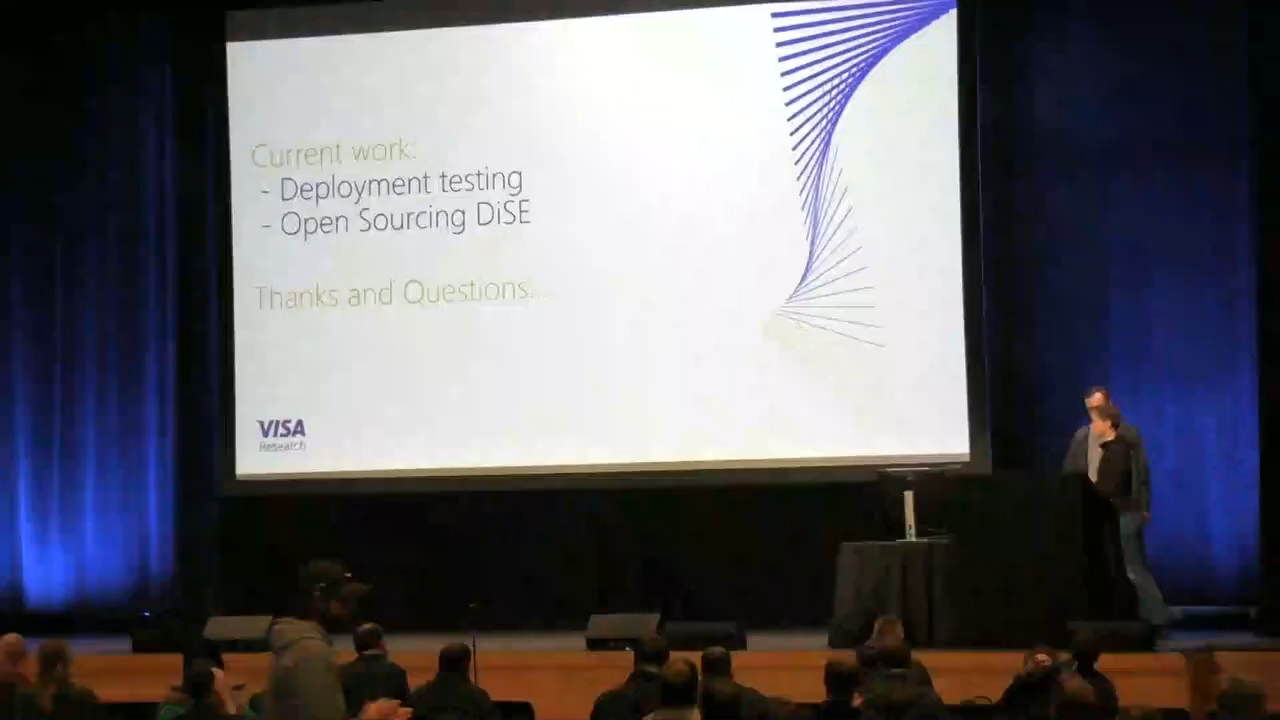 Current work:
- Deployment testing
- Open Sourcing DiSE
Thanks and Questions...
VISA
Research